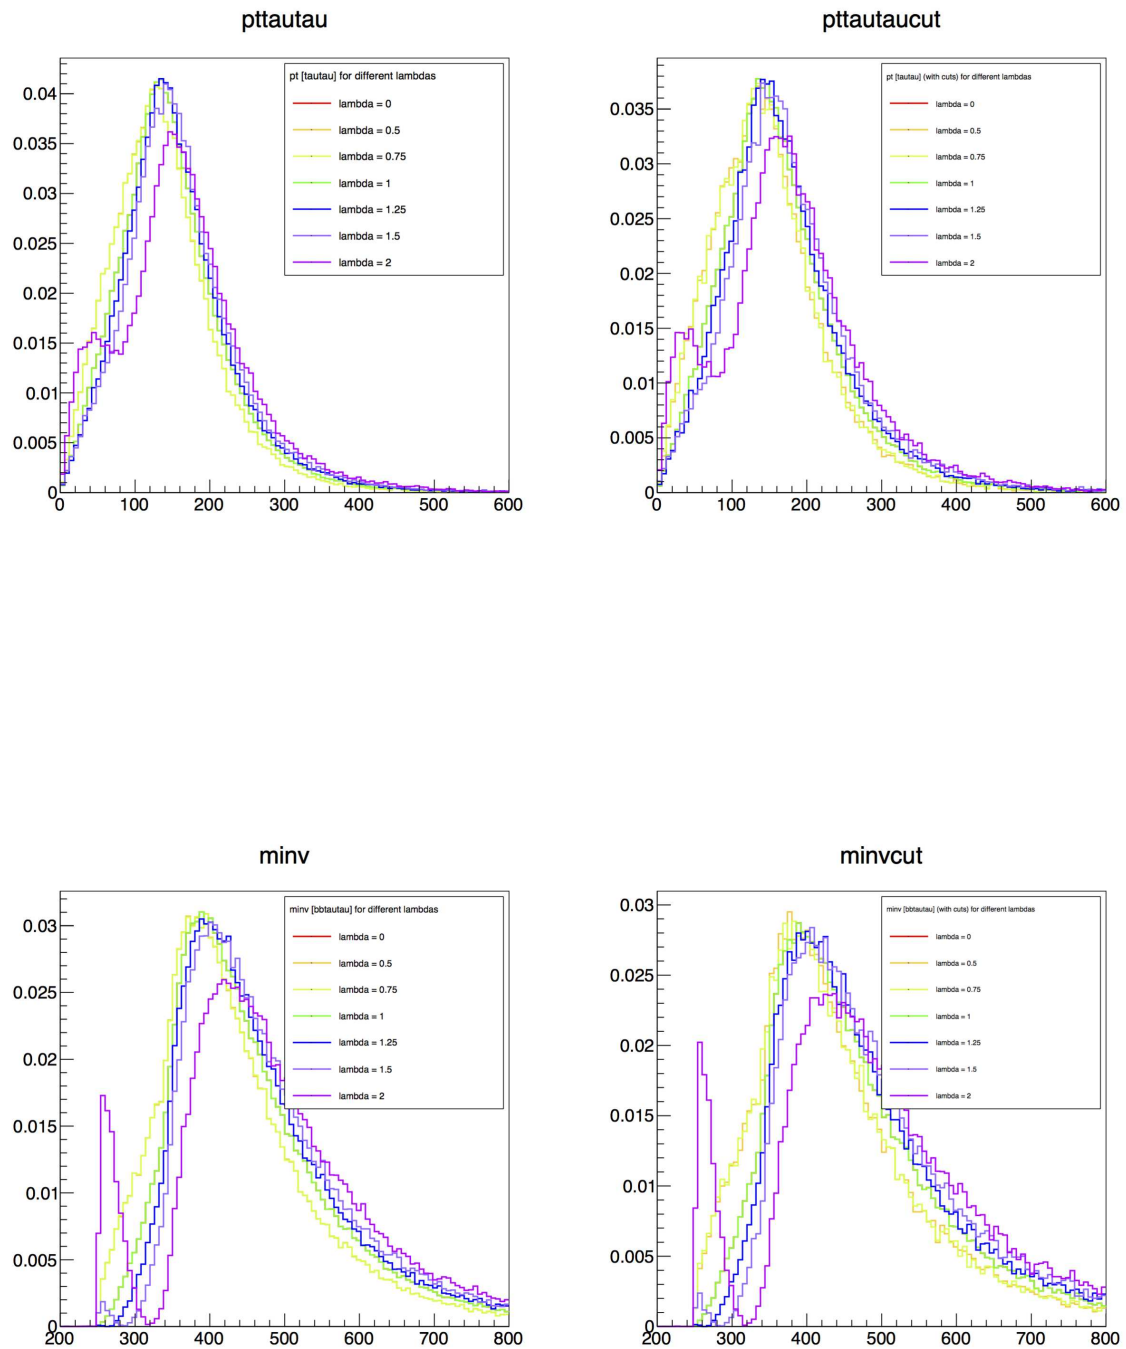 pttautau
pttautaucut
pt [tautau] for different lambdas
lambda = 0
lambda = 0.5
lambda = 0.75
lambda = 1
lambda = 1.25
lambda = 1.5
lambda = 2
0.04
0.035
0.03
0.025
0.02
0.015
0.01
0.005
0
0 100 200 300 400 500 600
pt [tautau] (with cuts) for different lambdas
lambda = 0
lambda = 0.5
lambda = 0.75
lambda = 1
lambda = 1.25
lambda = 1.5
lambda = 2
0.035
0.03
0.025
0.02
0.015
0.01
0.005
0
0 100 200 300 400 500 600
minv
minvcut
minv [bbtautau] for different lambdas
lambda = 0
lambda = 0.5
lambda = 0.75
lambda = 1
lambda = 1.25
lambda = 1.5
lambda = 2
0.03
0.025
0.02
0.015
0.01
0.005
0
200 300 400 500 600 700 800
minv [bbtautau] (with cuts) for different lambdas
lambda = 0
lambda = 0.5
lambda = 0.75
lambda = 1
lambda = 1.25
lambda = 1.5
lambda = 2
0.03
0.025
0.02
0.015
0.01
0.005
0
200 300 400 500 600 700 800